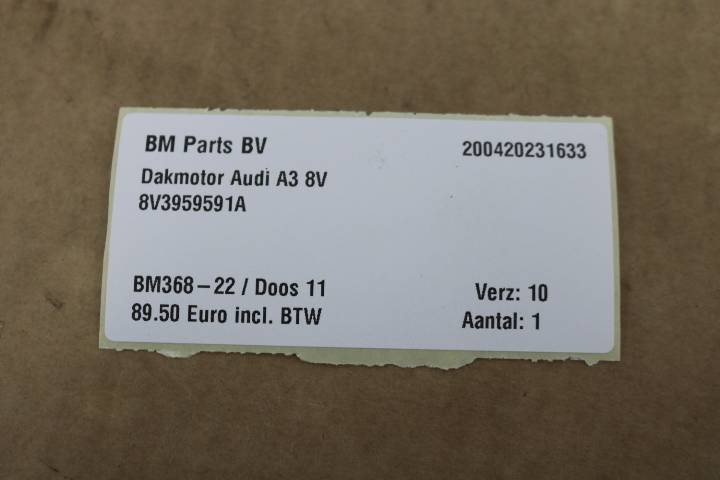 BM Parts BV 200420231633
Dakmotor Audi A3 8V
8V3959591A
BM368-22 / Doos 11 Verz: 10
89.50 Euro incl. BTW Aantal: 1